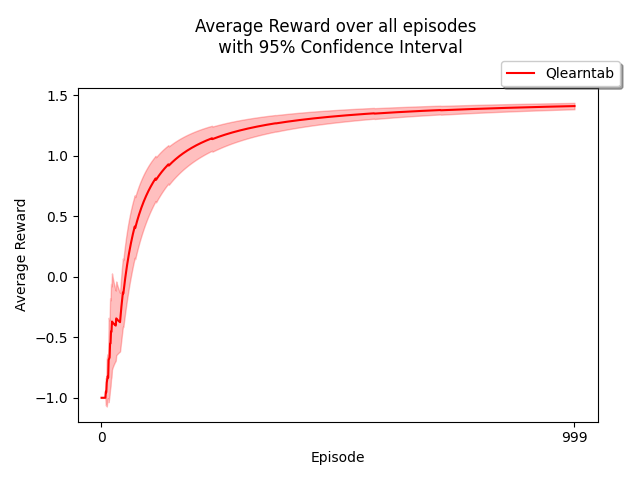 Average Reward over all episodes
with 95% Confidence Interval
Qlearntab
1.5
1.0
0.5
0.0
−0.5
−1.0
Average Reward
0
999
Episode